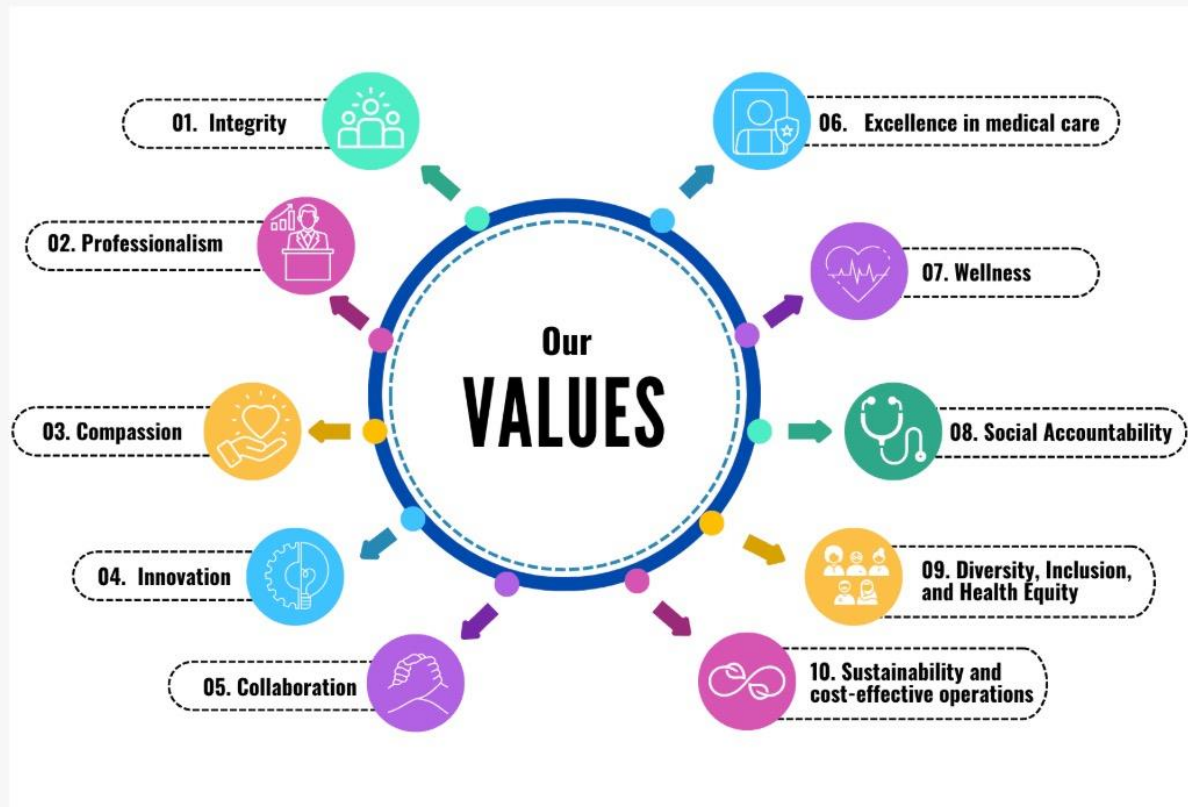 Our
VALUES
01. Integrity
02. Professionalism
03. Compassion
04. Innovation
05. Collaboration
06. Excellence in medical care
07. Wellness
08. Social Accountability
09. Diversity, Inclusion,
and Health Equity
10. Sustainability and
cost-effective operations